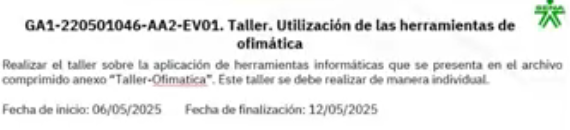 SENA
GA1-220501046-AA2-EV01. Taller. Utilización de las herramientas de
ofimática
Realizar el taller sobre la aplicación de herramientas informáticas que se presenta en el archivo
comprimido anexo "Taller-Ofimatica". Este taller se debe realizar de manera individual.
Fecha de inicio: 06/05/2025 Fecha de finalización: 12/05/2025